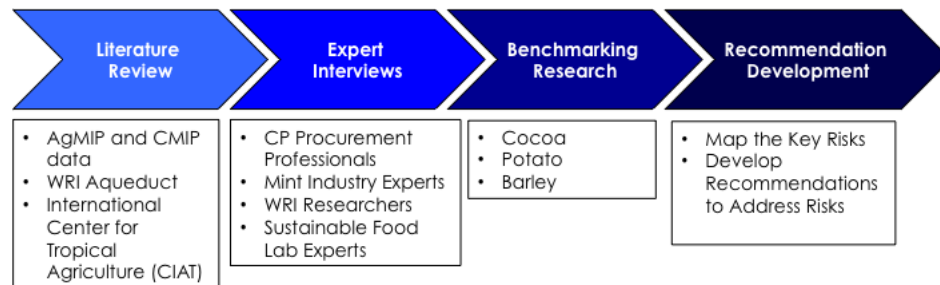 Literature
Review
Expert
Interviews
Benchmarking
Research
Recommendation
Development
• AgMIP and CMIP
data
• WRI Aqueduct
• International
Center for
Tropical
Agriculture (CIAT)
• CP Procurement
Professionals
• Mint Industry Experts
• WRI Researchers
• Sustainable Food
Lab Experts
• Cocoa
• Potato
• Barley
• Map the Key Risks
• Develop
Recommendations
to Address Risks